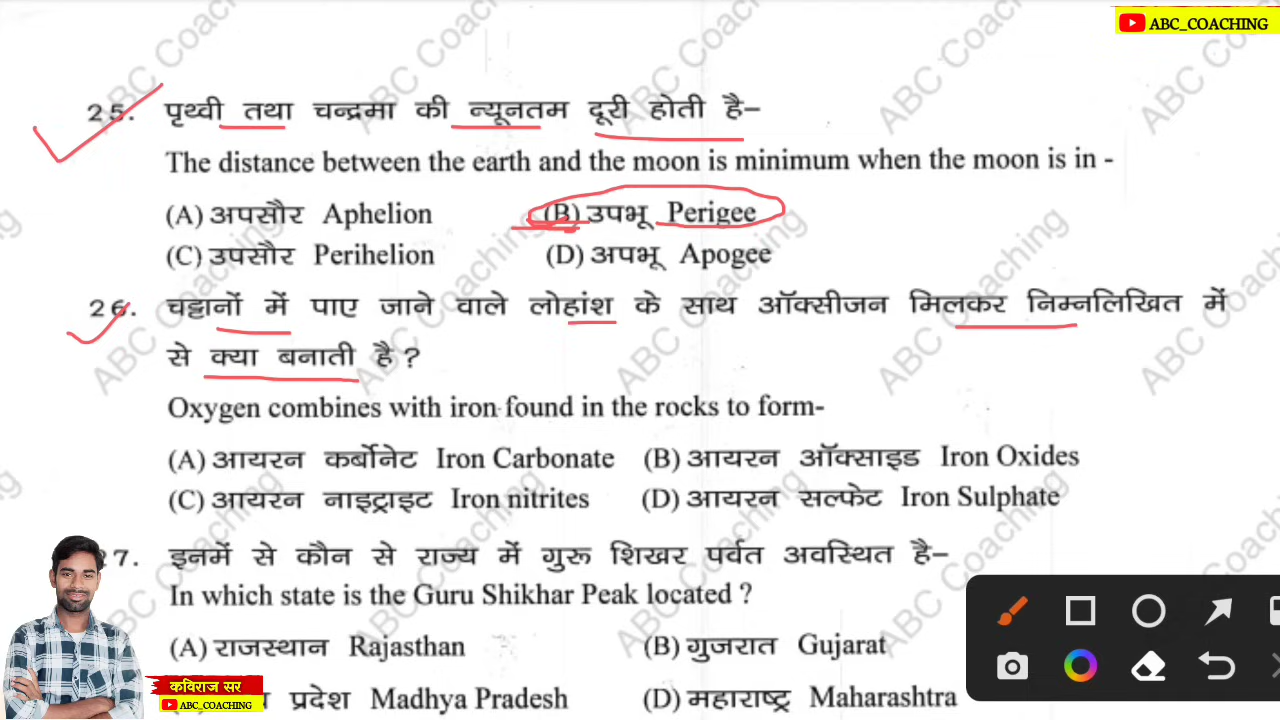 ABC_COACHING
25. पृथ्वी तथा चन्द्रमा की न्यूनतम दूरी होती है–
The distance between the earth and the moon is minimum when the moon is in -
(A) अपसौर Aphelion (B) उपभू Perigee
(C) उपसौर Perihelion (D) अपभू Apogee
26. चट्टानों में पाए जाने वाले लोहांश के साथ ऑक्सीजन मिलकर निम्नलिखित में
से क्या बनाती है ?
Oxygen combines with iron found in the rocks to form-
(A) आयरन कर्बोनेट Iron Carbonate (B) आयरन ऑक्साइड Iron Oxides
(C) आयरन नाइट्राइट Iron nitrites (D) आयरन सल्फेट Iron Sulphate
27. इनमें से कौन से राज्य में गुरू शिखर पर्वत अवस्थित है–
In which state is the Guru Shikhar Peak located ?
(A) राजस्थान Rajasthan (B) गुजरात Gujarat
प्रदेश Madhya Pradesh (D) महाराष्ट्र Maharashtra
कविराज सर
ABC_COACHING
ABC Coaching